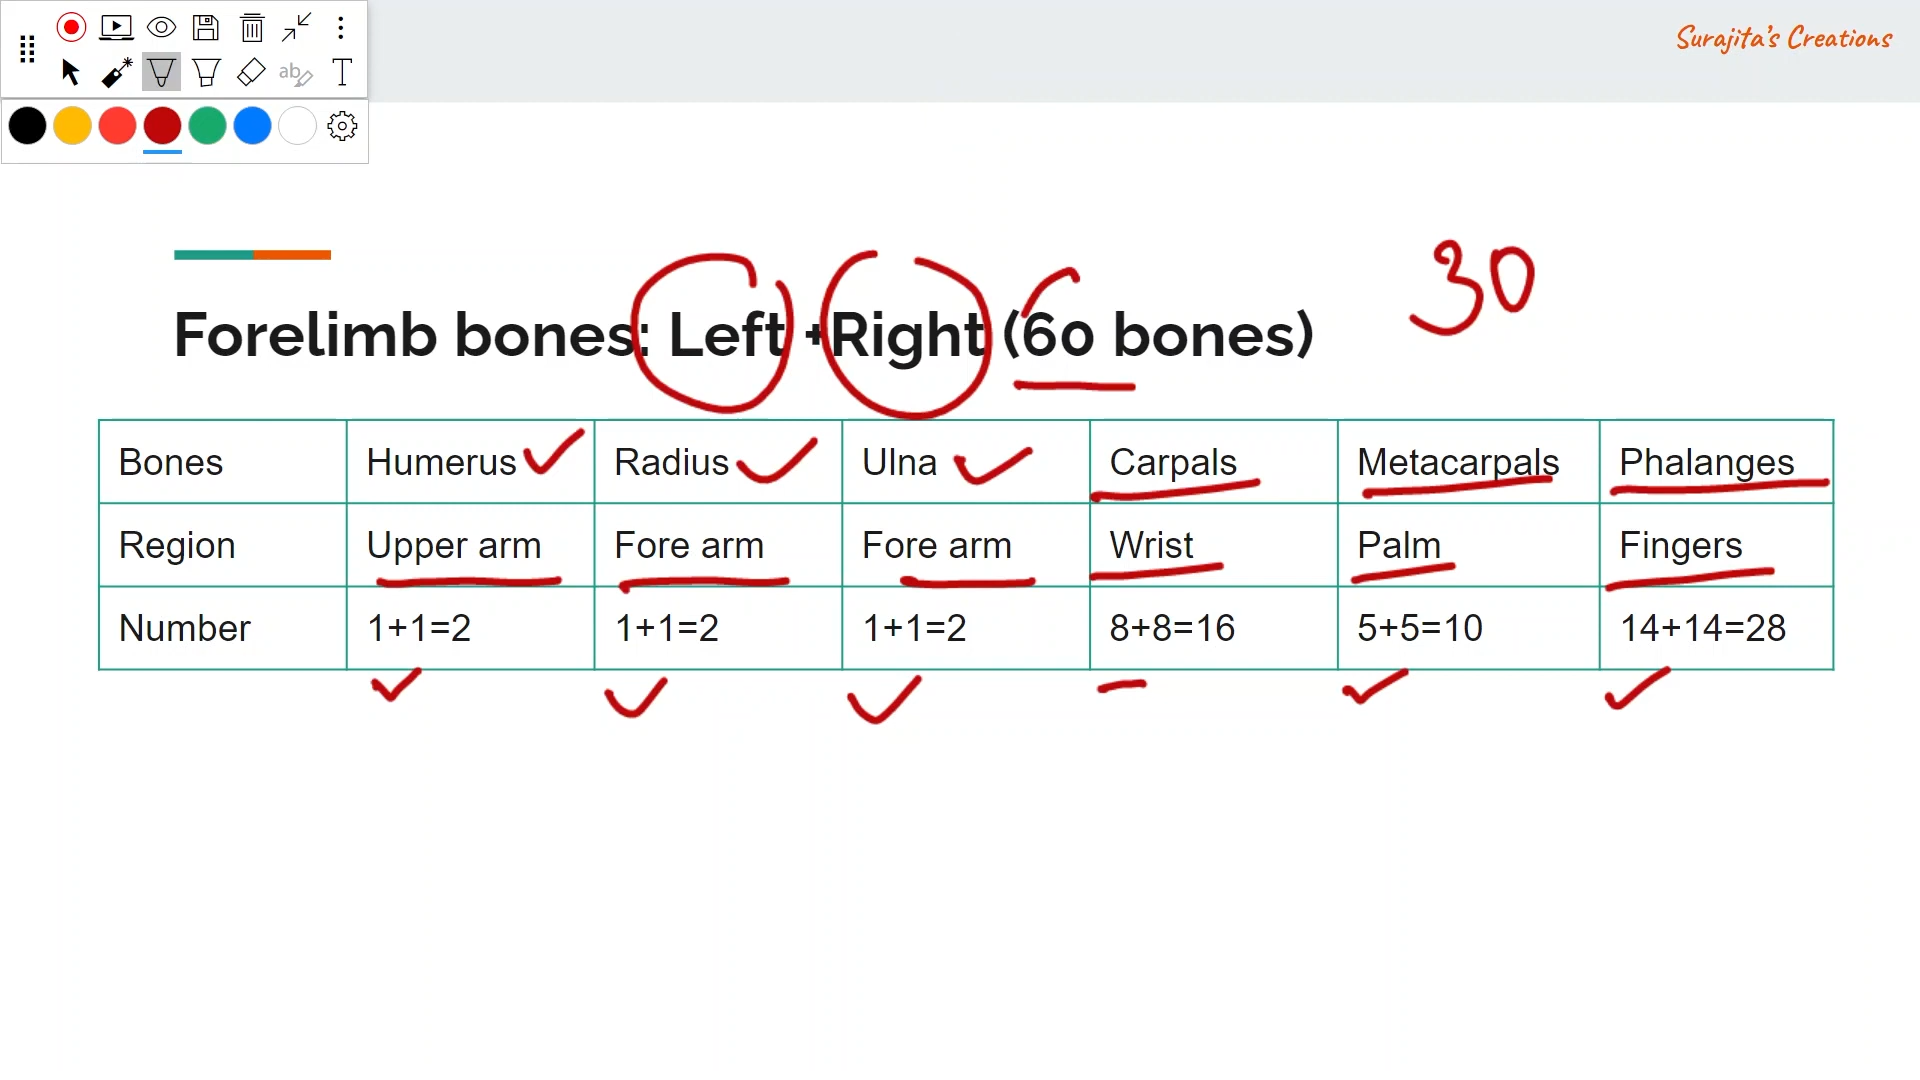 Surajita's Creations
ab
T
30
Forelimb bones: Left +Right (60 bones)
Bones Humerus Radius Ulna Carpals Metacarpals Phalanges
Region Upper arm Fore arm Fore arm Wrist Palm Fingers
Number 1+1=2 1+1=2 1+1=2 8+8=16 5+5=10 14+14=28